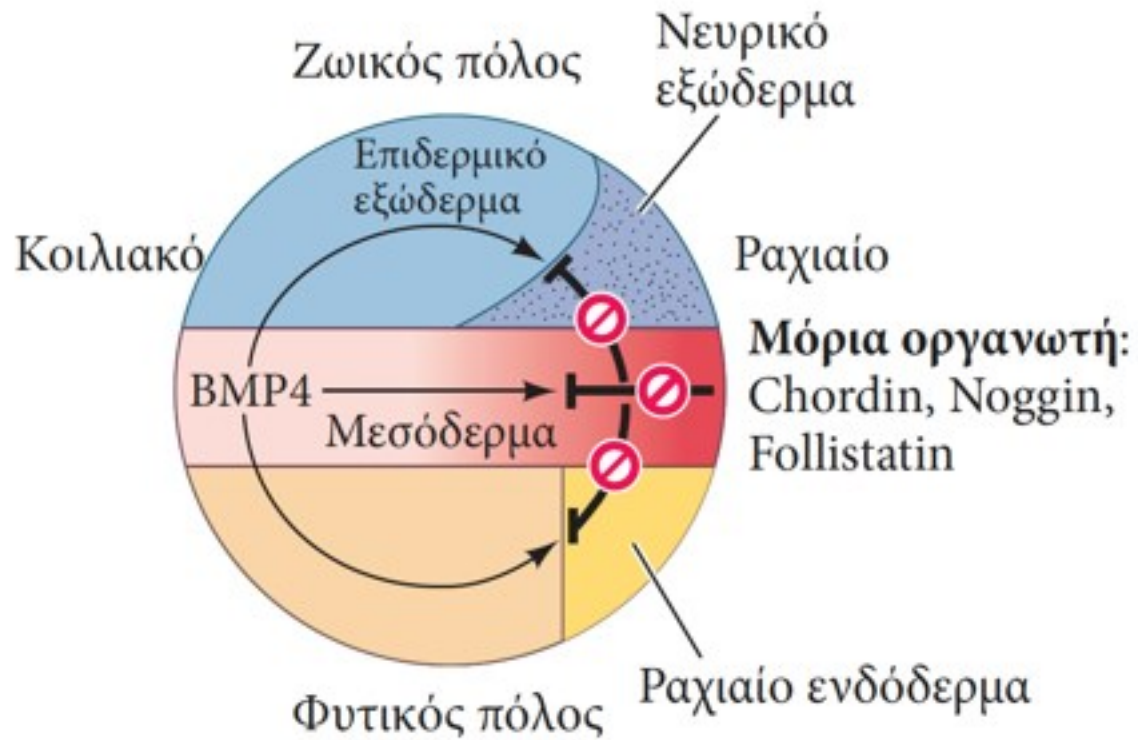 Ζωικός πόλος
Νευρικό
εξώδερμα
Επιδερμικό
εξώδερμα
Κοιλιακό
Ραχιαίο
Μόρια οργανωτή:
Chordin, Noggin,
Follistatin
BMP4
Μεσόδερμα
Ραχιαίο ενδόδερμα
Φυτικός πόλος